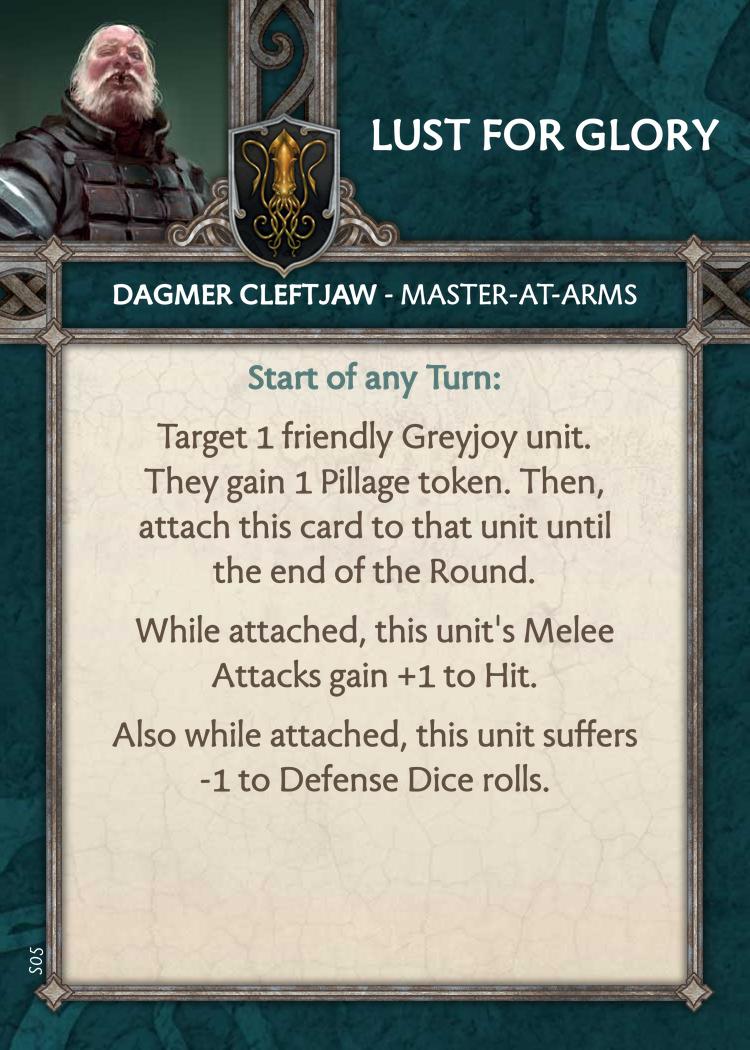 LUST FOR GLORY
DAGMER CLEFTJAW - MASTER-AT-ARMS
Start of any Turn:
Target 1 friendly Greyjoy unit.
They gain 1 Pillage token. Then,
attach this card to that unit until
the end of the Round.
While attached, this unit's Melee
Attacks gain +1 to Hit.
Also while attached, this unit suffers
-1 to Defense Dice rolls.
S05